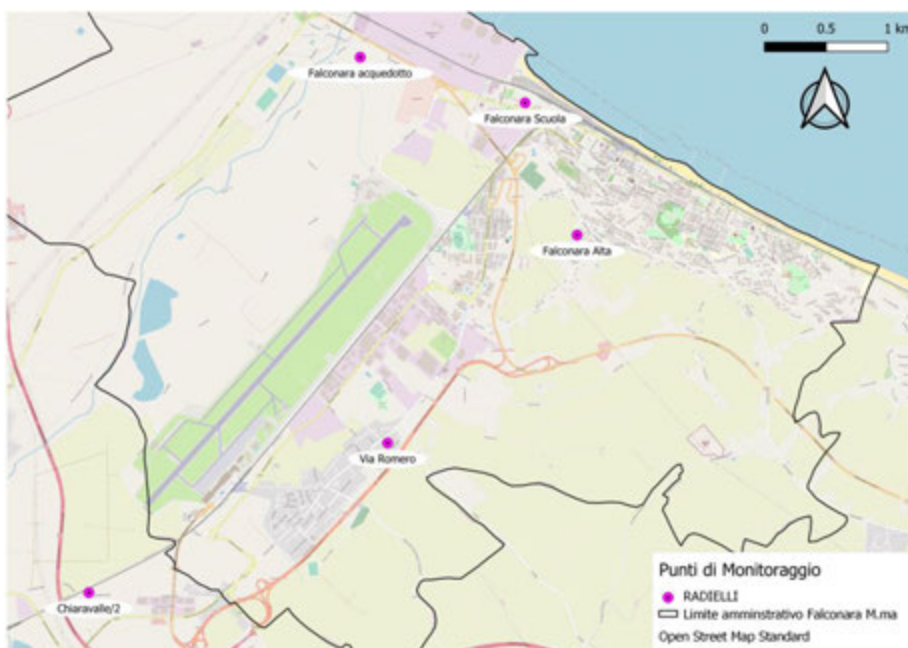 0 0.5 1 km
Falconara acquedotto
Falconara Scuola
Falconara Alta
Via Romero
Chiaravalle/2
Punti di Monitoraggio
RADIELLI
Limite amminstrativo Falconara M.ma
Open Street Map Standard